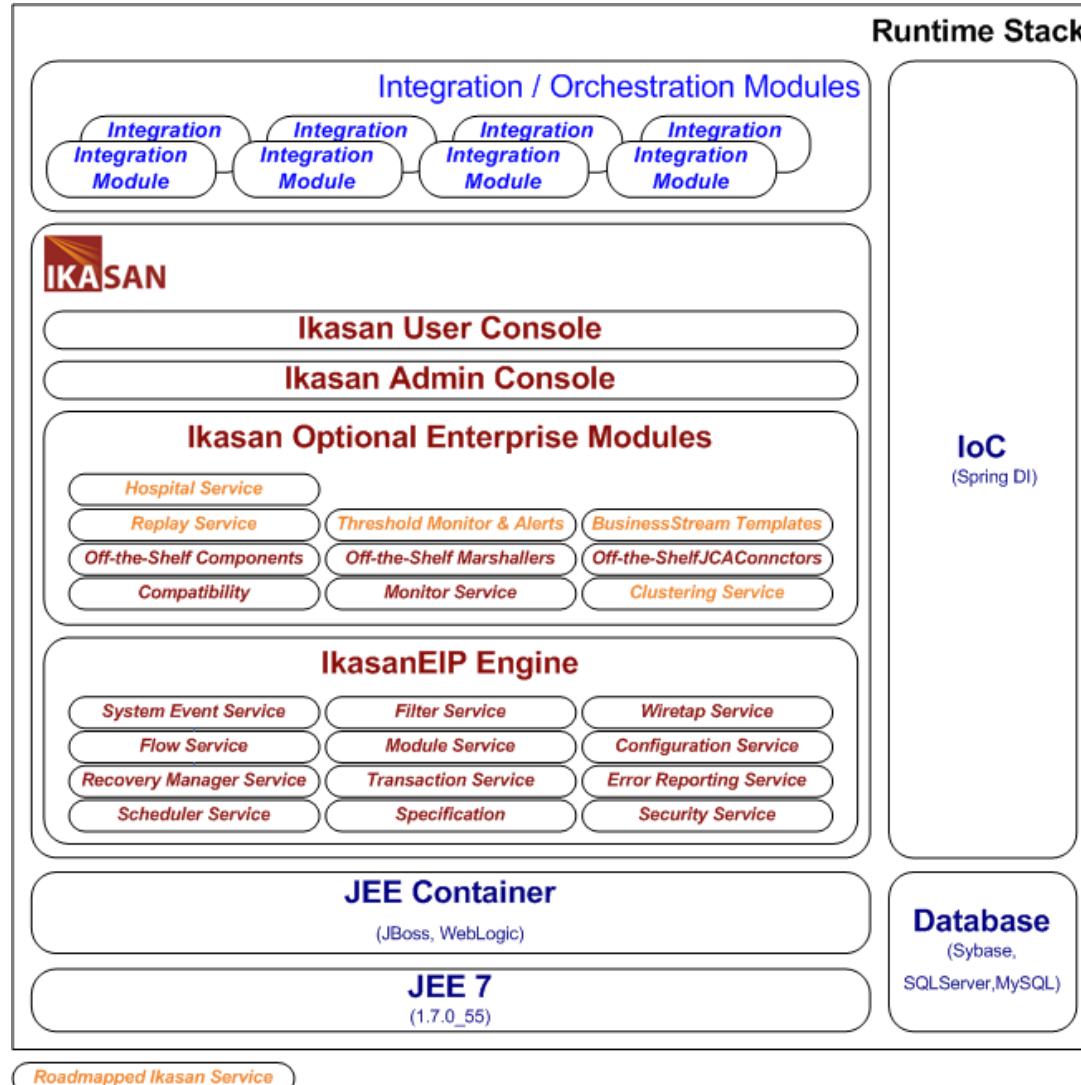 Runtime Stack
Integration / Orchestration Modules
Integration Integration Integration Integration
Integration Module Integration Module Integration Module Integration Module
IKASAN
Ikasan User Console
Ikasan Admin Console
Ikasan Optional Enterprise Modules
Hospital Service
Replay Service Threshold Monitor & Alerts BusinessStream Templates
Off-the-Shelf Components Off-the-Shelf Marshallers Off-the-ShelfJCAConnctors
Compatibility Monitor Service Clustering Service
IkasanEIP Engine
System Event Service Filter Service Wiretap Service
Flow Service Module Service Configuration Service
Recovery Manager Service Transaction Service Error Reporting Service
Scheduler Service Specification Security Service
IoC
(Spring DI)
JEE Container
(JBoss, WebLogic)
JEE 7
(1.7.0_55)
Database
(Sybase,
SQLServer,MySQL)
Roadmapped Ikasan Service